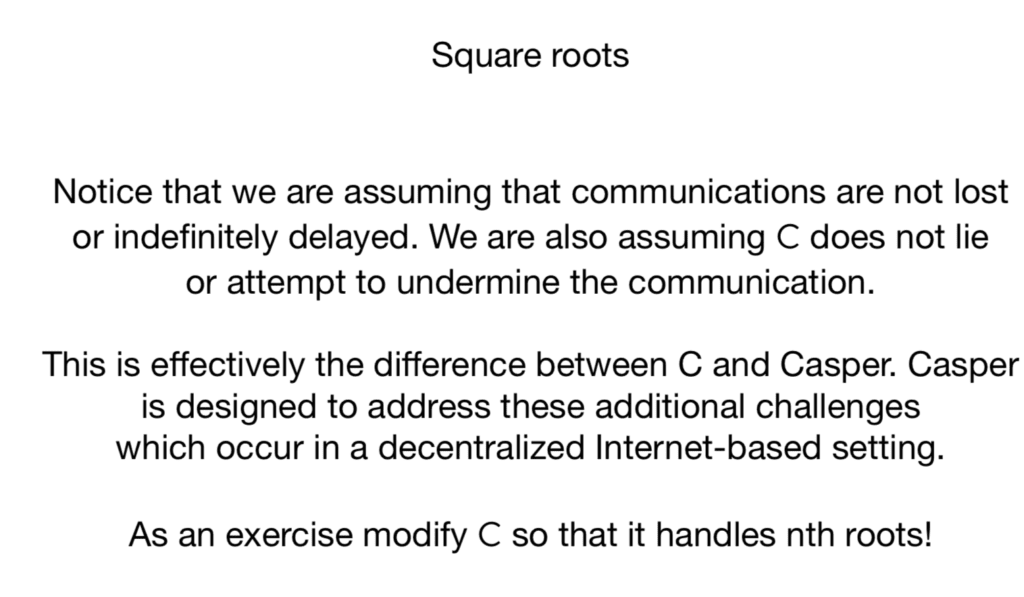 Square roots
Notice that we are assuming that communications are not lost
or indefinitely delayed. We are also assuming C does not lie
or attempt to undermine the communication.
This is effectively the difference between C and Casper. Casper
is designed to address these additional challenges
which occur in a decentralized Internet-based setting.
As an exercise modify C so that it handles nth roots!